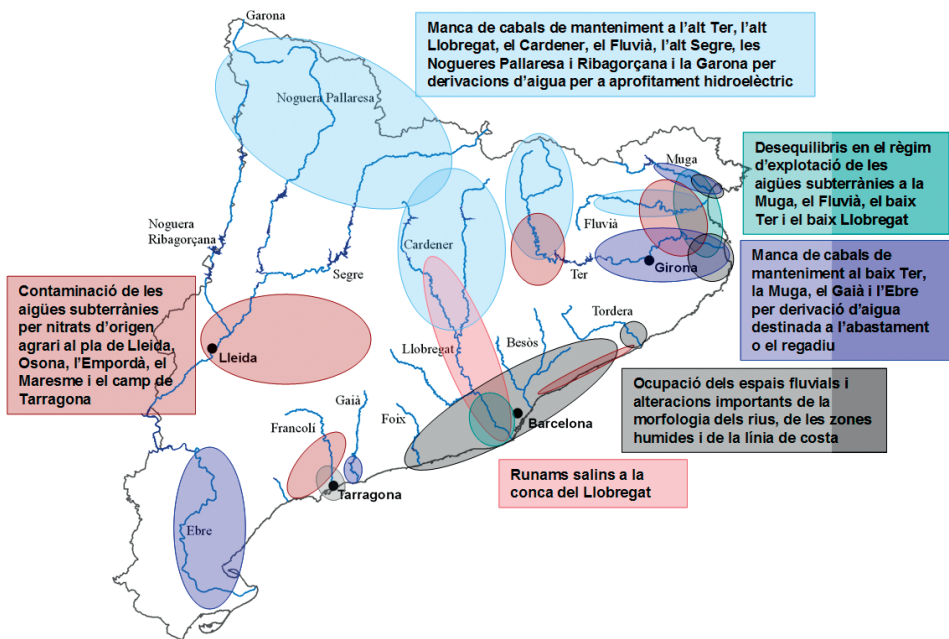 Garona
Manca de cabals de manteniment a l’alt Ter, l’alt
Llobregat, el Cardener, el Fluvià, l’alt Segre, les
Nogueres Pallaresa i Ribagorçana i la Garona per
derivacions d’aigua per a aprofitament hidroelèctric
Noguera Pallaresa
Desequilibris en el règim
d’explotació de les
aigües subterrànies a la
Muga, el Fluvià, el baix
Ter i el baix Llobregat
Muga
Noguera
Ribagorçana
Fluvià
Cardener
Segre
Ter
Girona
Manca de cabals de
manteniment al baix Ter,
la Muga, el Gaià i l’Ebre
per derivació d’aigua
destinada a l’abastament
o el regadiu
Contaminació de les
aigües subterrànies
per nitrats d’origen
agrari al pla de Lleida,
Osona, l’Empordà, el
Maresme i el camp de
Tarragona
Lleida
Tordera
Besòs
Llobregat
Ocupació dels espais fluvials i
alteracions importants de la
morfologia dels rius, de les zones
humides i de la línia de costa
Gaià
Foix
Francolí
Barcelona
Runams salins a la
conca del Llobregat
Tarragona
Ebre